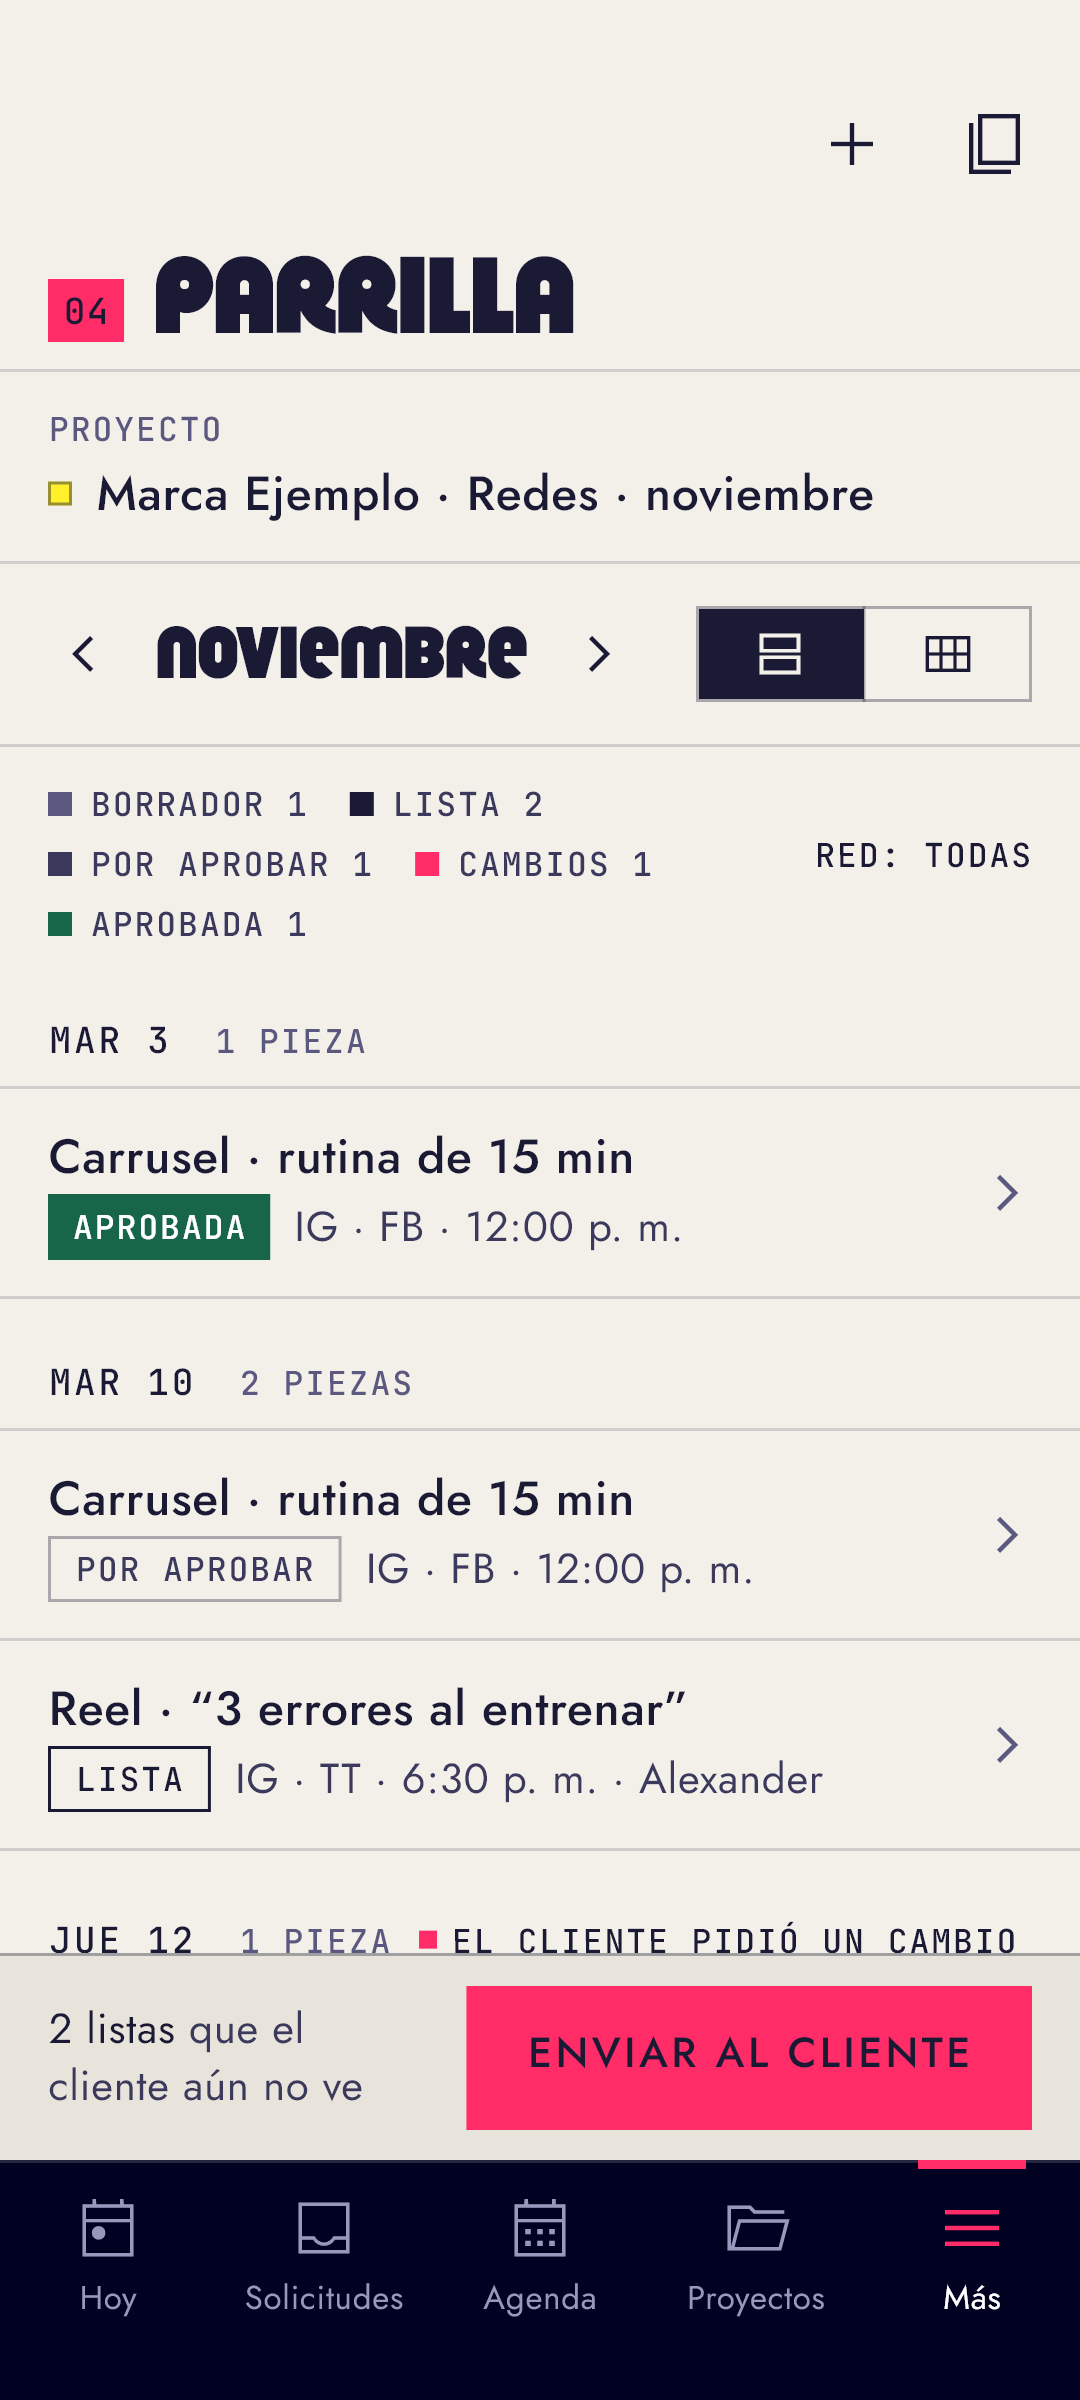 04 PARRILLA
PROYECTO
Marca Ejemplo · Redes · noviembre
noviembre
BORRADOR 1 LISTA 2
POR APROBAR 1 CAMBIOS 1
RED: TODAS
APROBADA 1
MAR 3 1 PIEZA
Carrusel · rutina de 15 min
APROBADA IG · FB · 12:00 p. m.
MAR 10 2 PIEZAS
Carrusel · rutina de 15 min
POR APROBAR IG · FB · 12:00 p. m.
Reel · “3 errores al entrenar”
LISTA IG · TT · 6:30 p. m. · Alexander
JUE 12 1 PIEZA EL CLIENTE PIDIÓ UN CAMBIO
2 listas que el
cliente aún no ve
ENVIAR AL CLIENTE
Hoy Solicitudes Agenda Proyectos Más